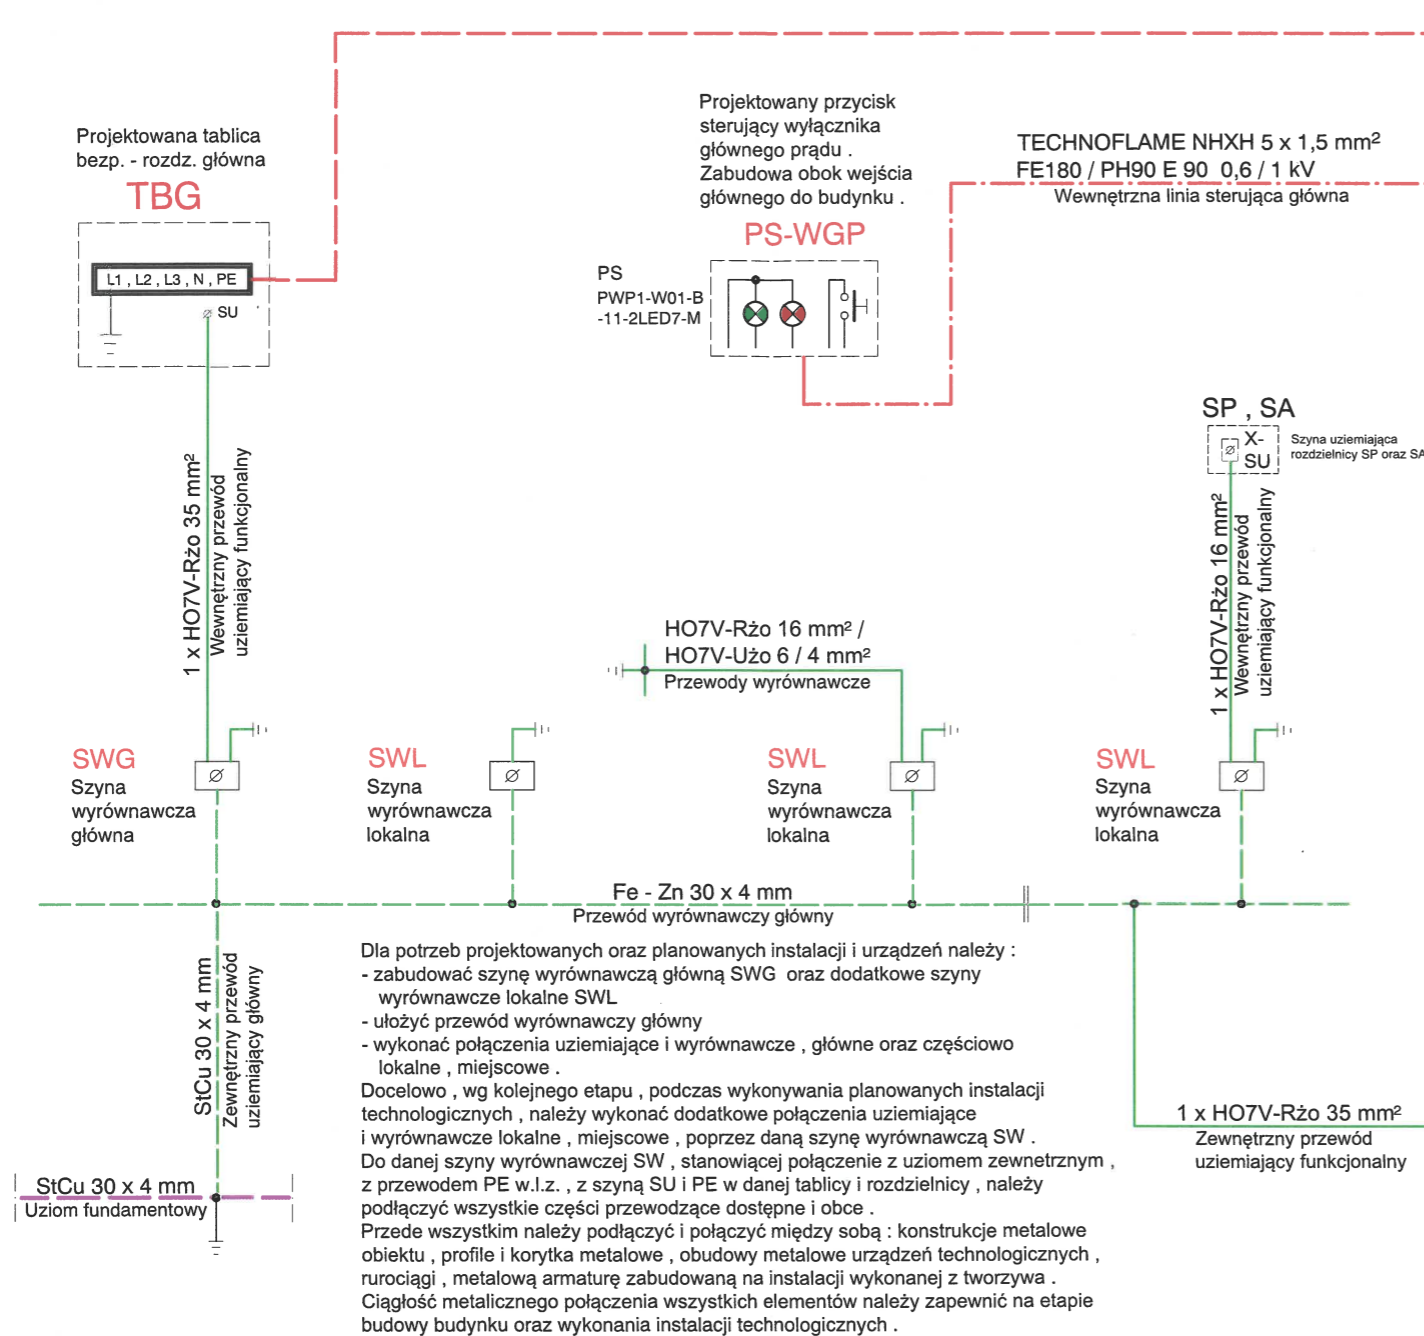 Projektowana tablica
bezp. - rozdz. główna
TBG
L1 , L2 , L3 , N , PE
SU
Projektowany przycisk
sterujący wyłącznika
głównego prądu .
Zabudowa obok wejścia
głównego do budynku .
PS-WGP
PS
PWP1-W01-B
-11-2LED7-M
TECHNOFLAME NHXH 5 x 1,5 mm²
FE180 / PH90 E 90  0,6 / 1 kV
Wewnętrzna linia sterująca główna
SP , SA
X-
SU
Szyna uziemiająca
rozdzielnicy SP oraz SA
1 x HO7V-Rżo 35 mm²
Wewnętrzny przewód
uziemiający funkcjonalny
HO7V-Rżo 16 mm² /
HO7V-Użo 6 / 4 mm²
Przewody wyrównawcze
1 x HO7V-Rżo 16 mm²
Wewnętrzny przewód
uziemiający funkcjonalny
SWG
Szyna
wyrównawcza
główna
SWL
Szyna
wyrównawcza
lokalna
SWL
Szyna
wyrównawcza
lokalna
SWL
Szyna
wyrównawcza
lokalna
Fe - Zn 30 x 4 mm
Przewód wyrównawczy główny
StCu 30 x 4 mm
Zewnętrzny przewód
uziemiający główny
Dla potrzeb projektowanych oraz planowanych instalacji i urządzeń należy :
- zabudować szynę wyrównawczą główną SWG  oraz dodatkowe szyny
wyrównawcze lokalne SWL
- ułożyć przewód wyrównawczy główny
- wykonać połączenia uziemiające i wyrównawcze , główne oraz częściowo
lokalne , miejscowe .
Docelowo , wg kolejnego etapu , podczas wykonywania planowanych instalacji
technologicznych , należy wykonać dodatkowe połączenia uziemiające
i wyrównawcze lokalne , miejscowe , poprzez daną szynę wyrównawczą SW .
Do danej szyny wyrównawczej SW , stanowiącej połączenie z uziomem zewnetrznym ,
z przewodem PE w.l.z. , z szyną SU i PE w danej tablicy i rozdzielnicy , należy
podłączyć wszystkie części przewodzące dostępne i obce .
Przede wszystkim należy podłączyć i połączyć między sobą : konstrukcje metalowe
obiektu , profile i korytka metalowe , obudowy metalowe urządzeń technologicznych ,
rurociągi , metalową armaturę zabudowaną na instalacji wykonanej z tworzywa .
Ciągłość metalicznego połączenia wszystkich elementów należy zapewnić na etapie
budowy budynku oraz wykonania instalacji technologicznych .
1 x HO7V-Rżo 35 mm²
Zewnętrzny przewód
uziemiający funkcjonalny
StCu 30 x 4 mm
Uziom fundamentowy